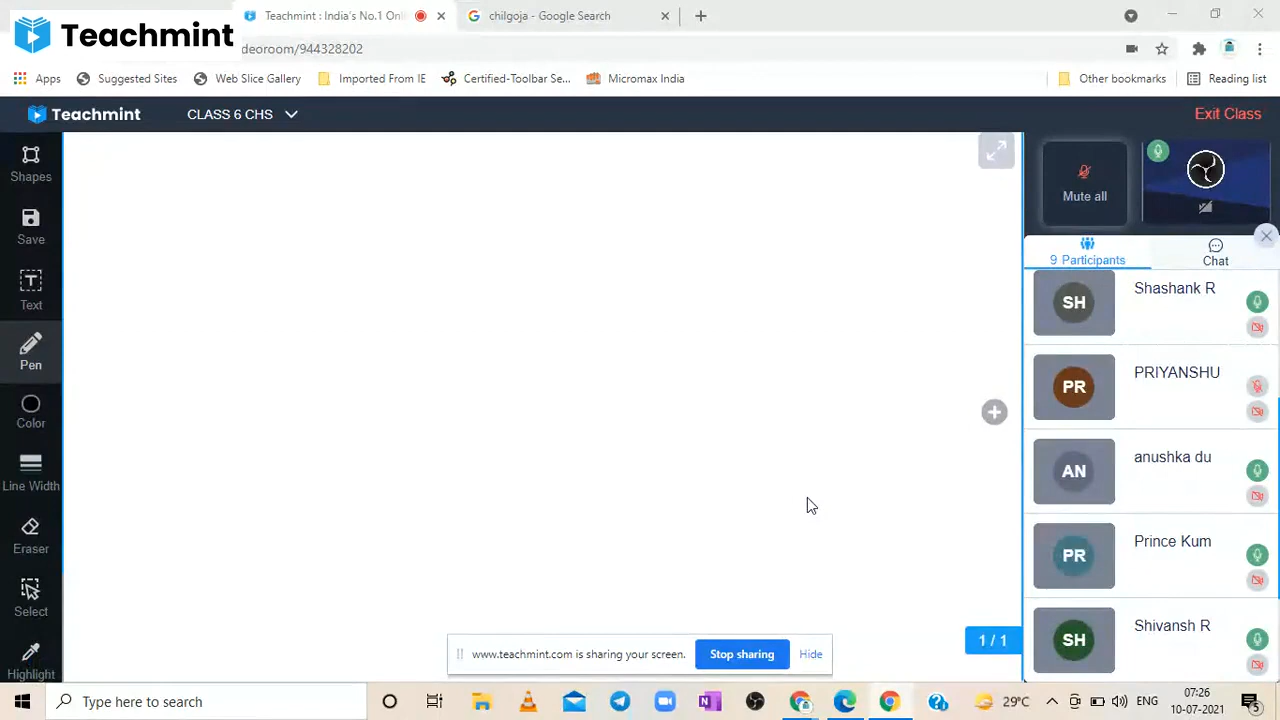 Teachmint : India's No.1 Onl
chilgoja - Google Search
Teachmint
deoroom/944328202
Apps
Suggested Sites
Web Slice Gallery
Imported From IE
Certified-Toolbar Se...
Micromax India
Other bookmarks
Reading list
Teachmint
CLASS 6 CHS
Exit Class
Shapes
Save
Text
Pen
Color
Line Width
Eraser
Select
Highlight
Mute all
9 Participants
Chat
SH
Shashank R
PR
PRIYANSHU
AN
anushka du
PR
Prince Kum
SH
Shivansh R
1 / 1
www.teachmint.com is sharing your screen.
Stop sharing
Hide
Type here to search
29°C
ENG
07:26
10-07-2021
5